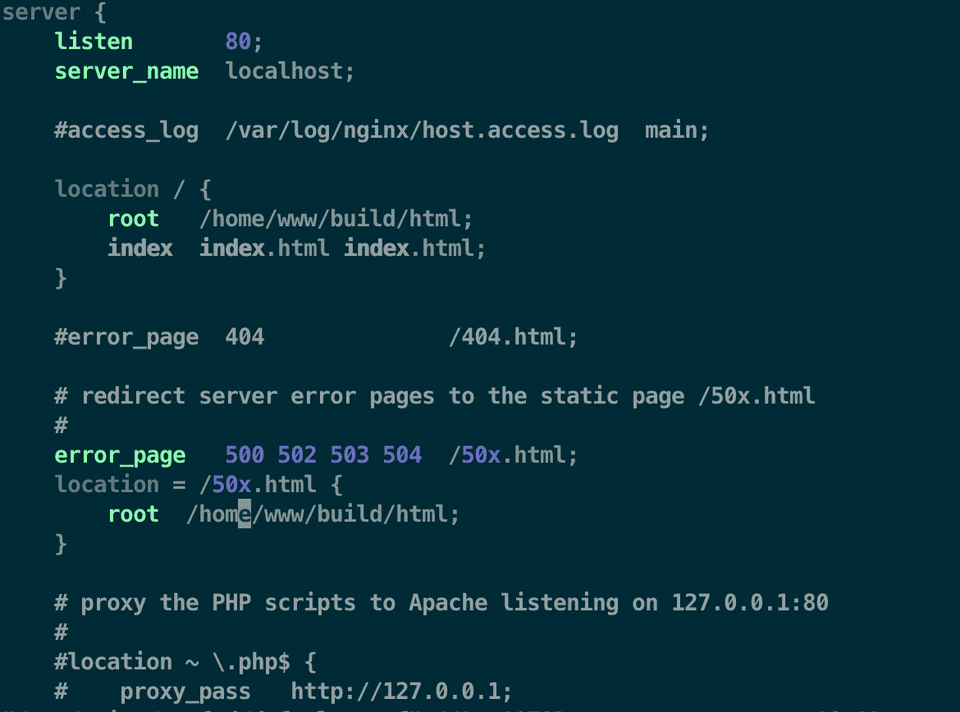 server {
    listen       80;
    server_name  localhost;
    #access_log  /var/log/nginx/host.access.log  main;
    location / {
        root   /home/www/build/html;
        index  index.html index.html;
    }
    #error_page  404              /404.html;
    # redirect server error pages to the static page /50x.html
    #
    error_page   500 502 503 504  /50x.html;
    location = /50x.html {
        root  /home/www/build/html;
    }
    # proxy the PHP scripts to Apache listening on 127.0.0.1:80
    #
    #location ~ \.php$ {
    #    proxy_pass   http://127.0.0.1;